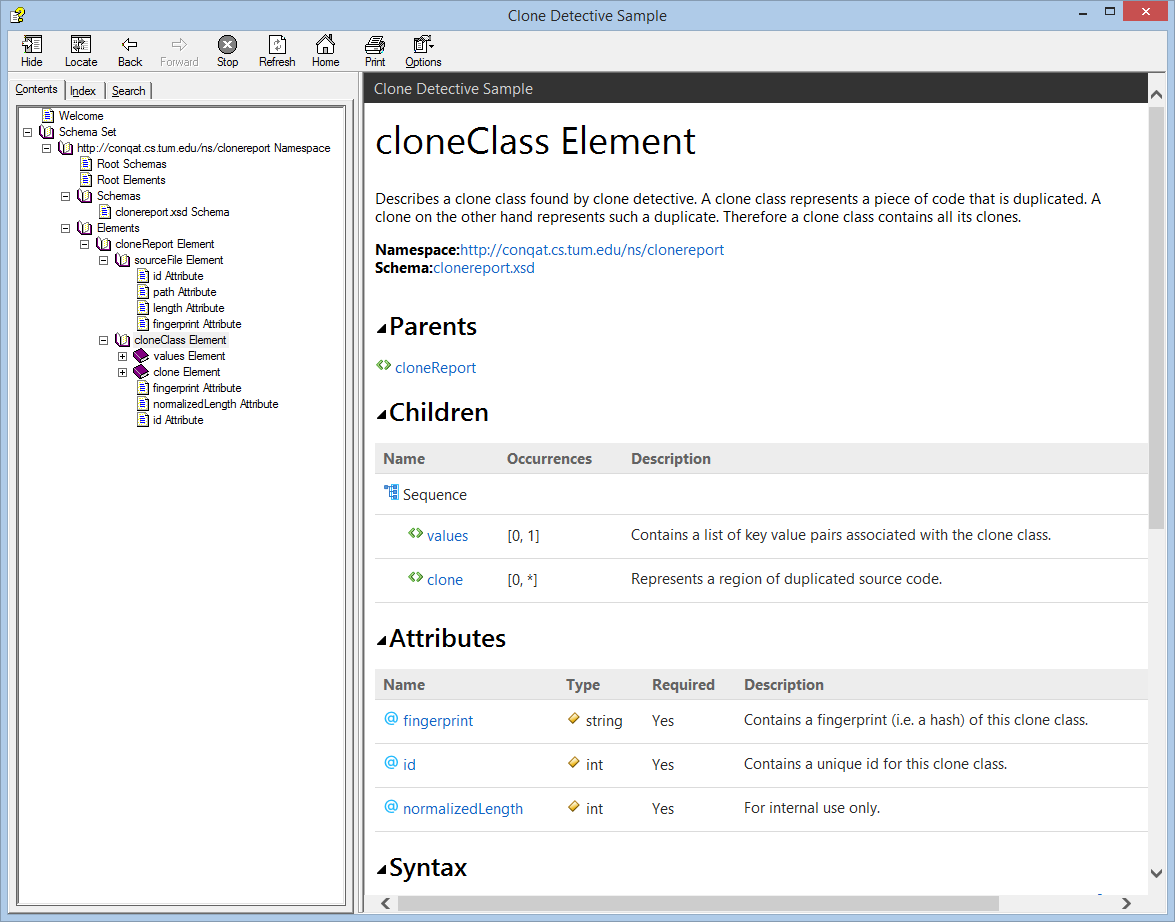 Clone Detective Sample
Hide Locate Back Forward Stop Refresh Home Print Options
Contents Index Search
Welcome
Schema Set
http://conqat.cs.tum.edu/ns/clonereport Namespace
Root Schemas
Root Elements
Schemas
clonereport.xsd Schema
Elements
cloneReport Element
sourceFile Element
id Attribute
path Attribute
length Attribute
fingerprint Attribute
cloneClass Element
values Element
clone Element
fingerprint Attribute
normalizedLength Attribute
id Attribute
Clone Detective Sample
cloneClass Element
Describes a clone class found by clone detective. A clone class represents a piece of code that is duplicated. A
clone on the other hand represents such a duplicate. Therefore a clone class contains all its clones.
Namespace:http://conqat.cs.tum.edu/ns/clonereport
Schema:clonereport.xsd
Parents
cloneReport
Children
Name Occurrences Description
Sequence
values [0, 1] Contains a list of key value pairs associated with the clone class.
clone [0, *] Represents a region of duplicated source code.
Attributes
Name Type Required Description
@ fingerprint string Yes Contains a fingerprint (i.e. a hash) of this clone class.
@ id int Yes Contains a unique id for this clone class.
@ normalizedLength int Yes For internal use only.
Syntax